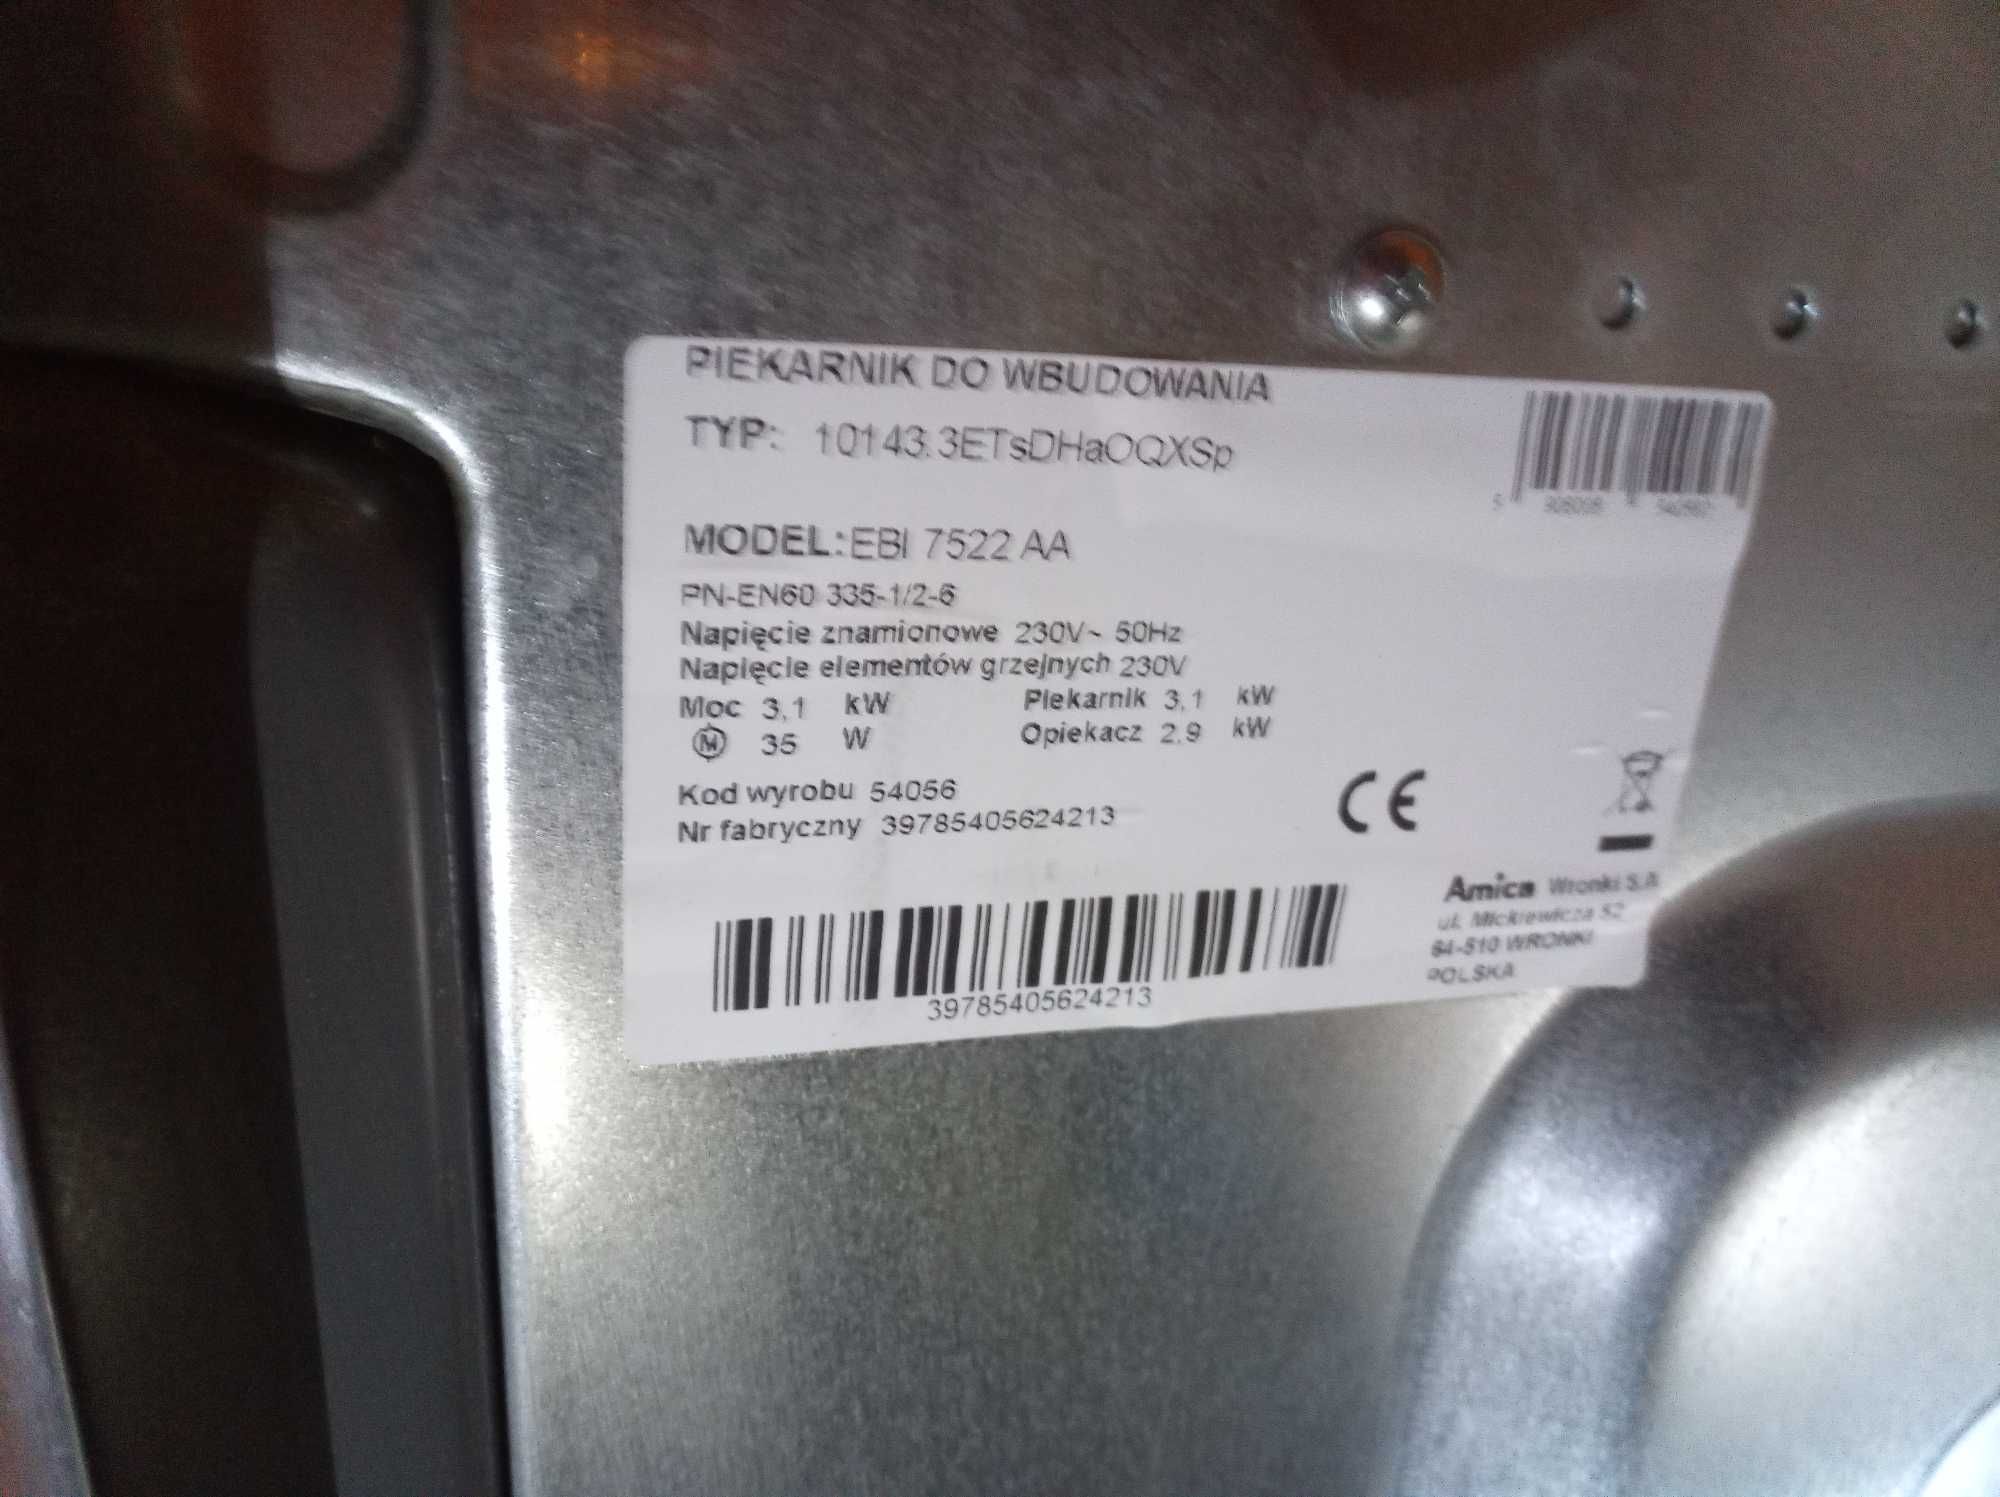 PIEKARNIK DO WBUDOWANIA
TYP: 10143.3ETsDHaOQXSp
MODEL: EBI 7522 AA
PN-EN60 335-1/2-6
Napięcie znamionowe 230V~ 50Hz
Napięcie elementów grzejnych 230V
Moc 3,1 kW Piekarnik 3,1 kW
M 35 W Opiekacz 2,9 kW
Kod wyrobu 54056
Nr fabryczny 39785405624213
CE
39785405624213
Amica Wronki S.A.
ul. Mickiewicza 52
64-510 WRONKI
POLSKA